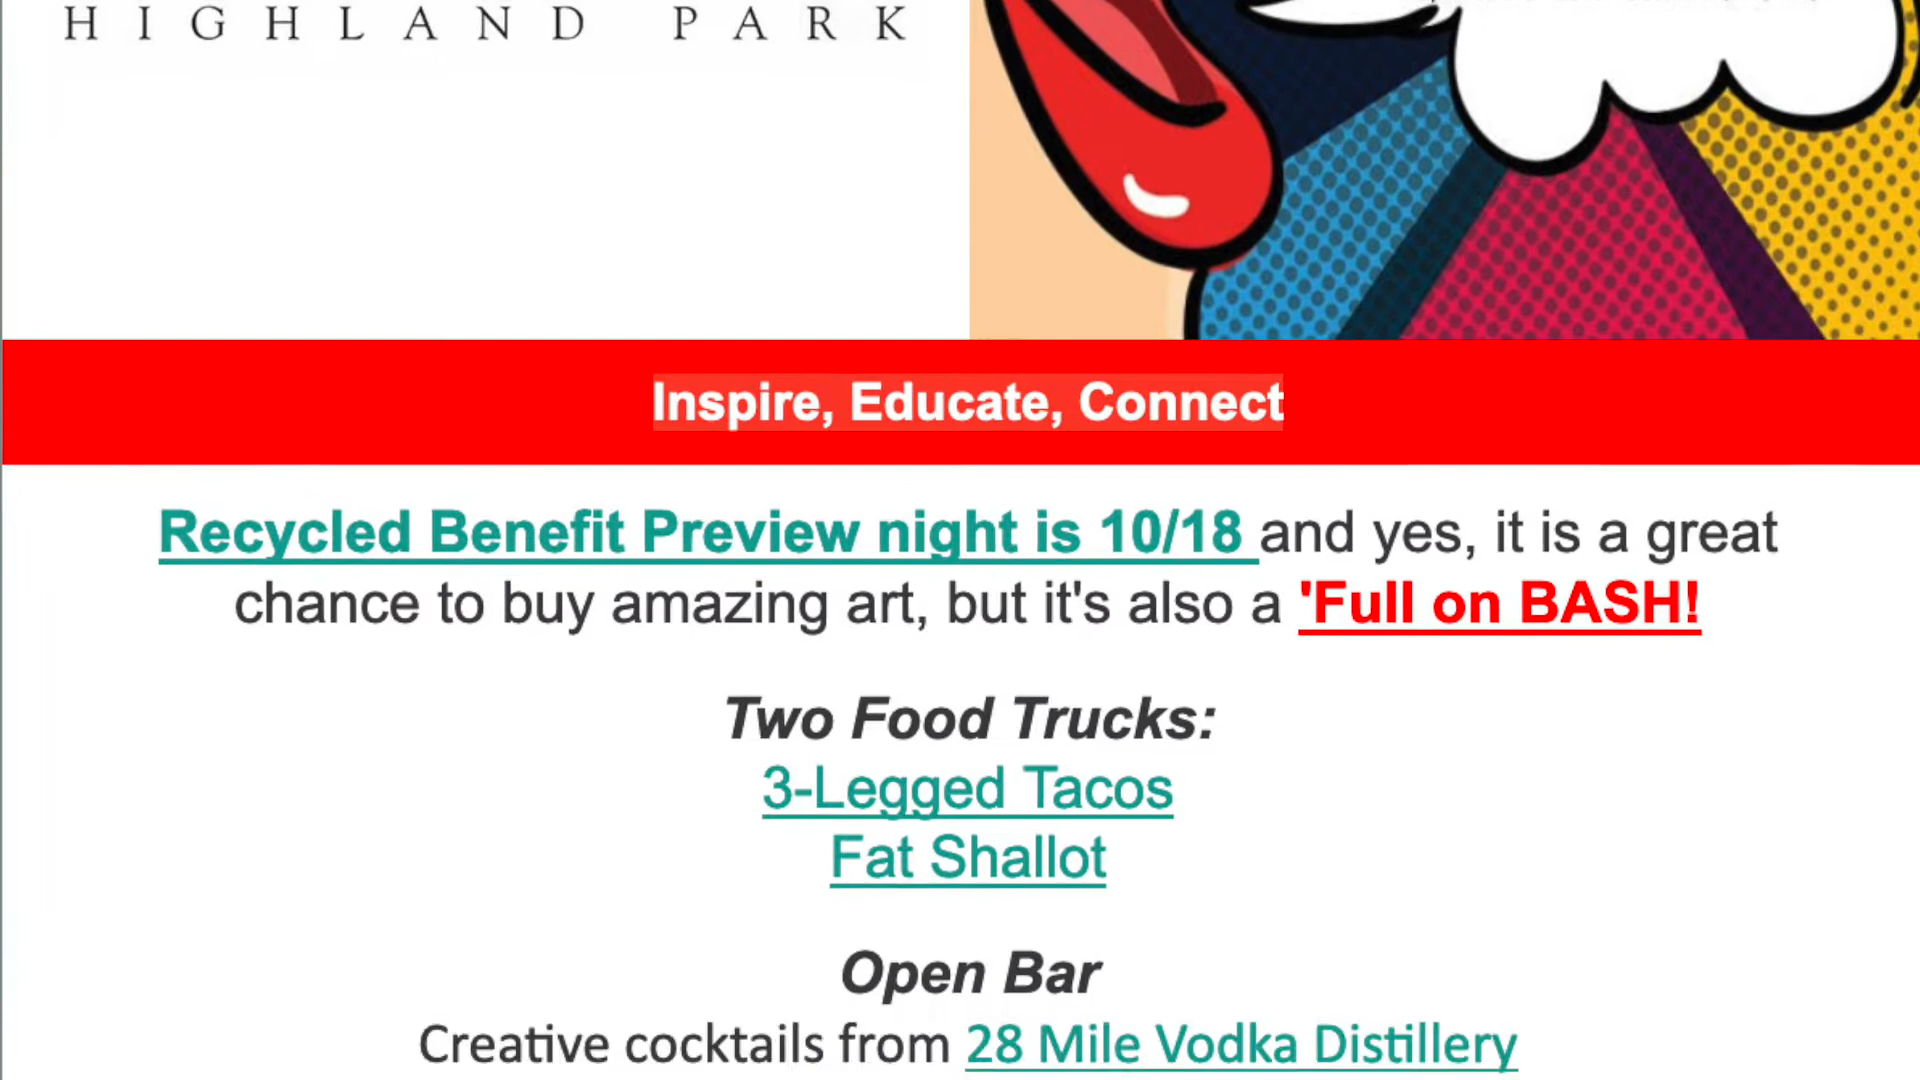 HIGHLAND PARK
Inspire, Educate, Connect
Recycled Benefit Preview night is 10/18 and yes, it is a great
chance to buy amazing art, but it's also a 'Full on BASH!
Two Food Trucks:
3-Legged Tacos
Fat Shallot
Open Bar
Creative cocktails from 28 Mile Vodka Distillery